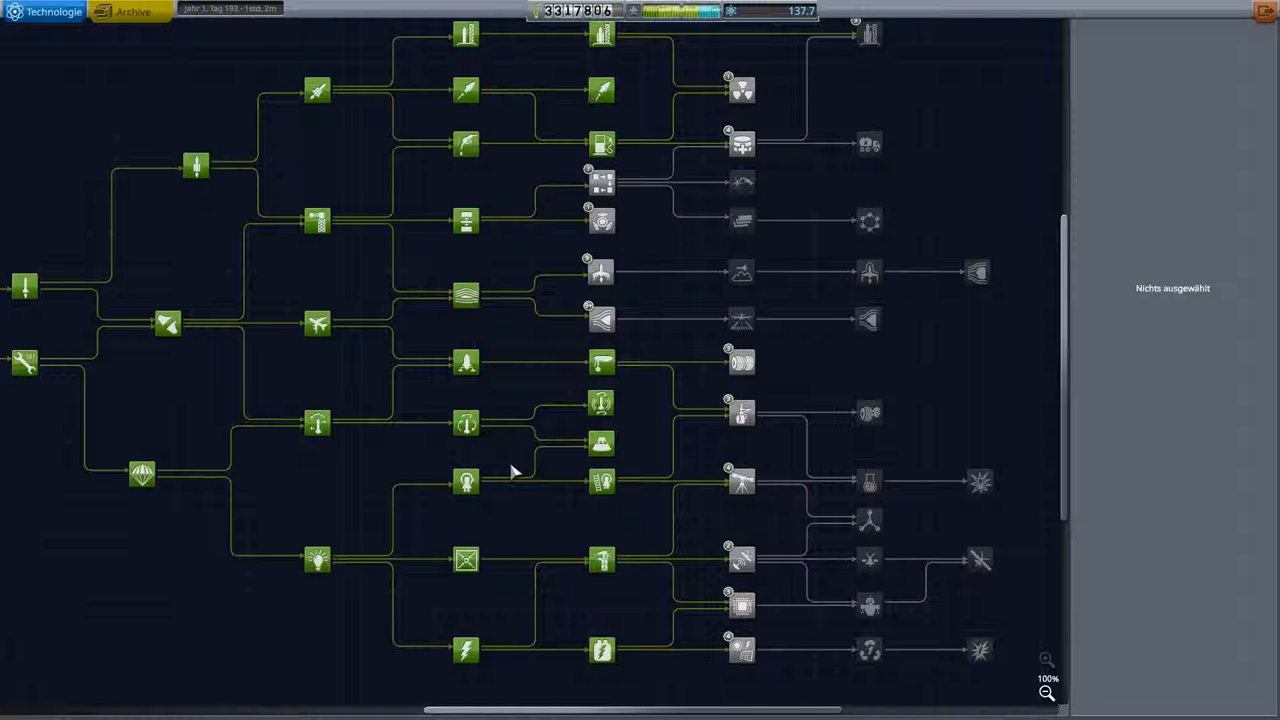 Technologie
Archive
Jahr 1, Tag 193 - 1std, 2m
3317806
137.7
Nichts ausgewählt
100%